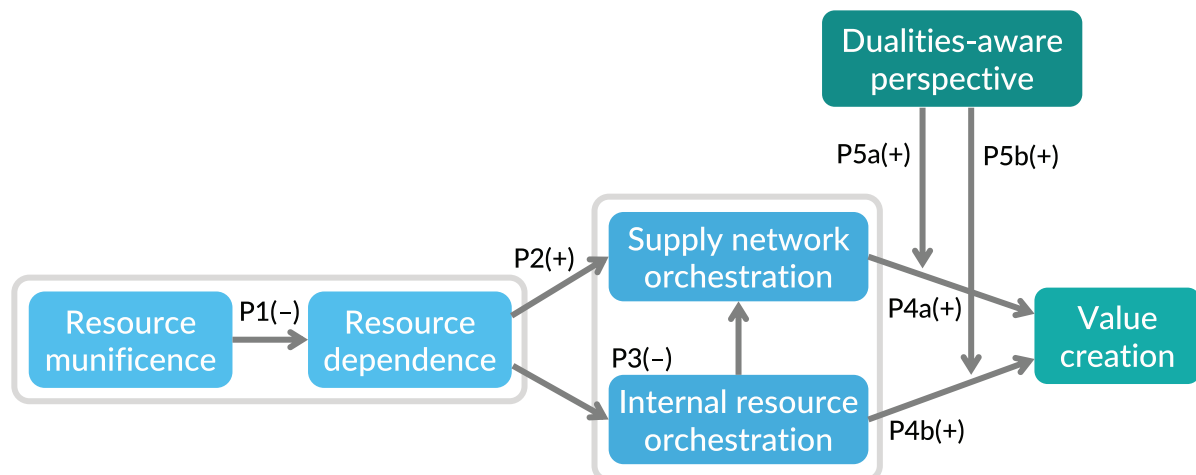 Dualities-aware
perspective
P5a(+)
P5b(+)
Supply network
orchestration
P2(+)
P4a(+)
Resource
munificence
P1(–)
Resource
dependence
Value
creation
P3(–)
Internal resource
orchestration
P4b(+)